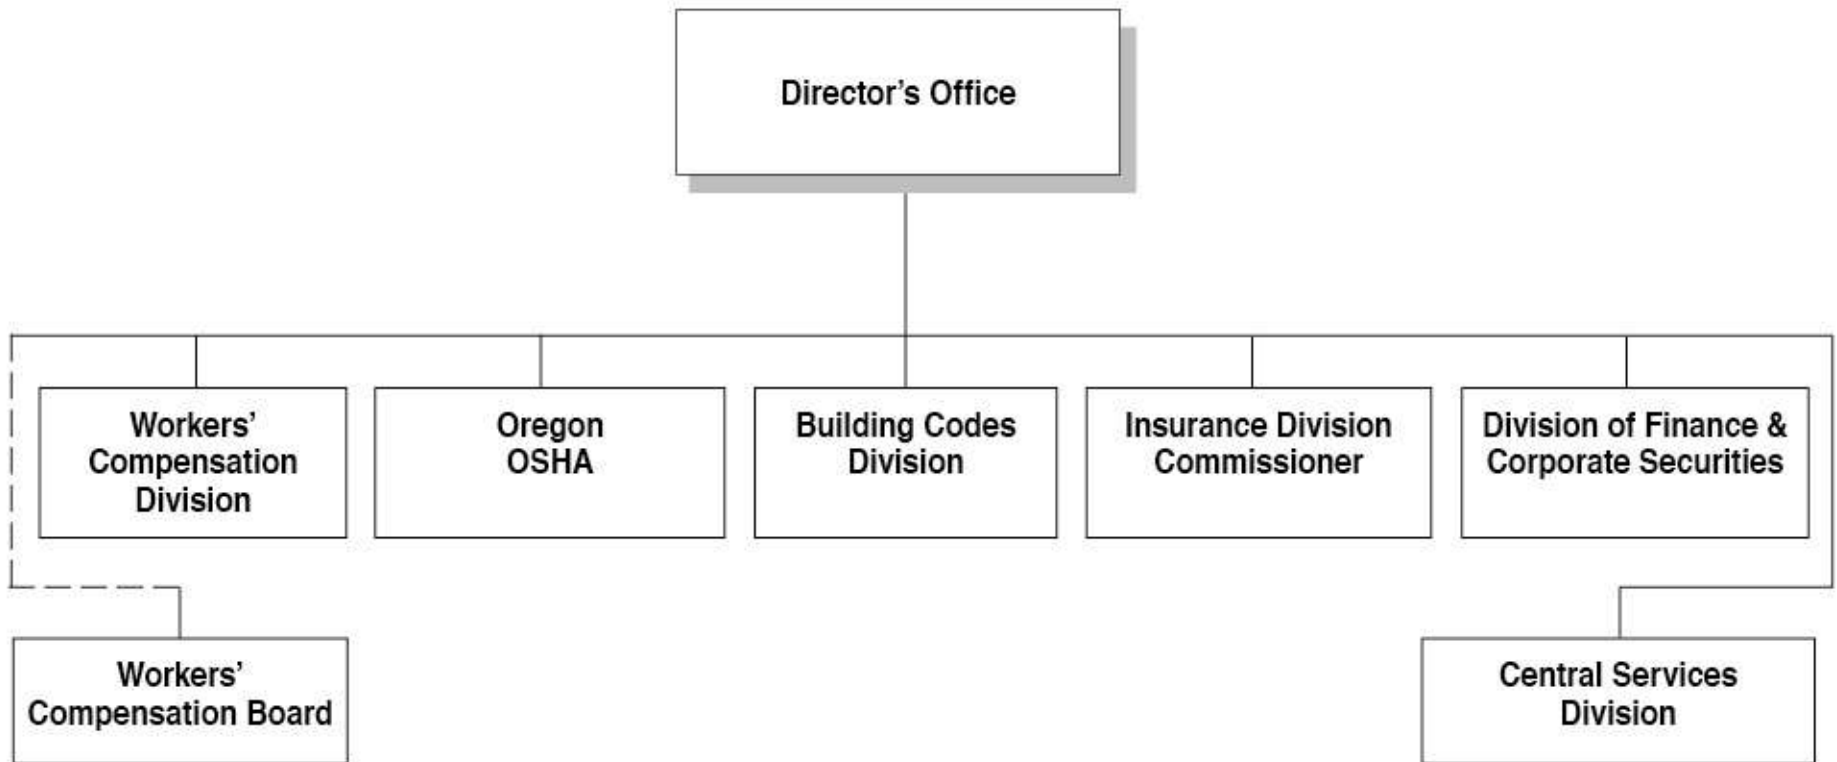 Director’s Office
Workers’
Compensation
Division
Oregon
OSHA
Building Codes
Division
Insurance Division
Commissioner
Division of Finance &
Corporate Securities
Workers’
Compensation Board
Central Services
Division